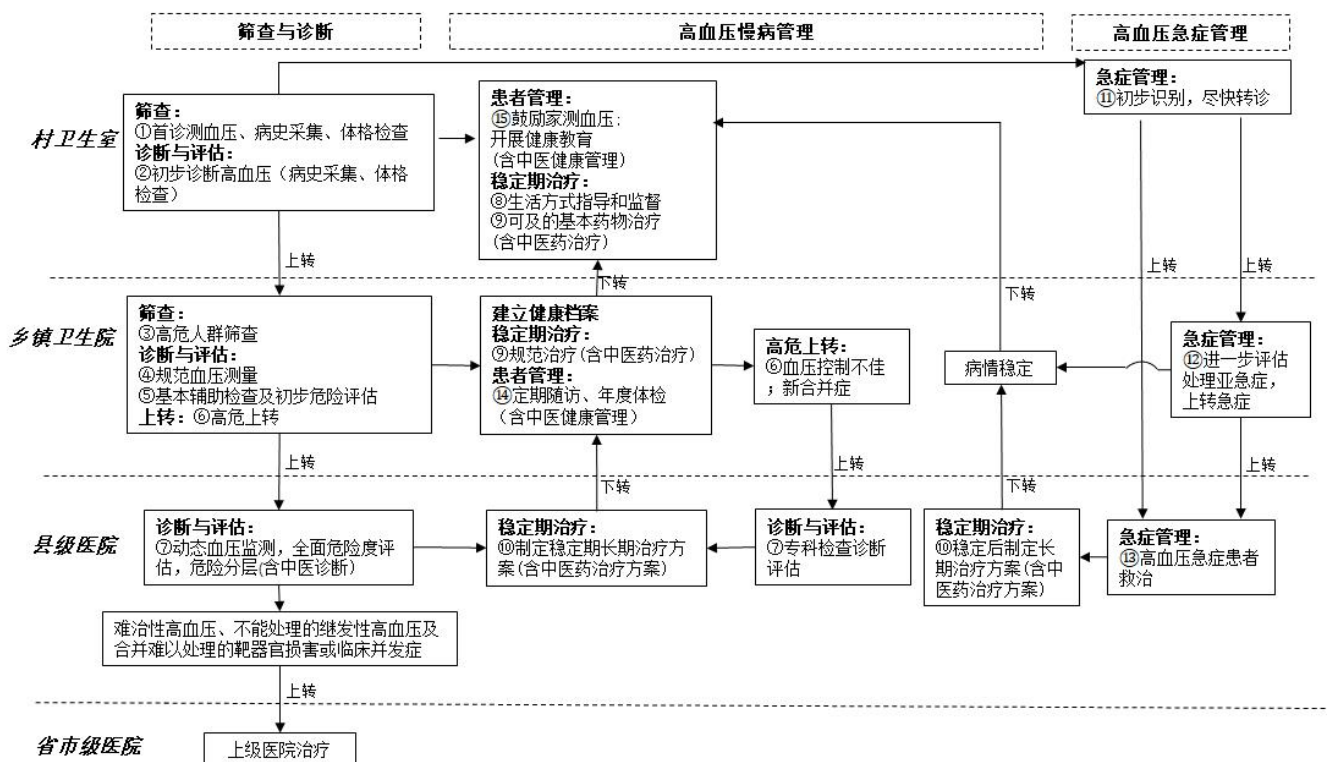 筛查与诊断
高血压慢病管理
高血压急症管理
村卫生室
筛查：
①首诊测血压、病史采集、体格检查
诊断与评估：
②初步诊断高血压（病史采集、体格
检查）
患者管理：
⑮鼓励家测血压;
开展健康教育
(含中医健康管理)
稳定期治疗：
⑧生活方式指导和监督
⑨可及的基本药物治疗
(含中医药治疗)
急症管理：
⑪初步识别，尽快转诊
上转
下转
下转
上转
上转
乡镇卫生院
筛查：
③高危人群筛查
诊断与评估：
④规范血压测量
⑤基本辅助检查及初步危险评估
上转：⑥高危上转
建立健康档案
稳定期治疗：
⑨规范治疗(含中医药治疗)
患者管理：
⑭定期随访、年度体检
(含中医健康管理)
高危上转：
⑥血压控制不佳
；新合并症
病情稳定
急症管理：
⑫进一步评估
处理亚急症，
上转急症
上转
下转
上转
下转
上转
县级医院
诊断与评估：
⑦动态血压监测，全面危险度评
估，危险分层(含中医诊断)
稳定期治疗：
⑩制定稳定期长期治疗方
案(含中医药治疗方案)
诊断与评估：
⑦专科检查诊断
评估
稳定期治疗：
⑩稳定后制定长
期治疗方案(含中
医药治疗方案)
急症管理：
⑬高血压急症患者
救治
难治性高血压、不能处理的继发性高血压及
合并难以处理的靶器官损害或临床并发症
上转
省市级医院
上级医院治疗